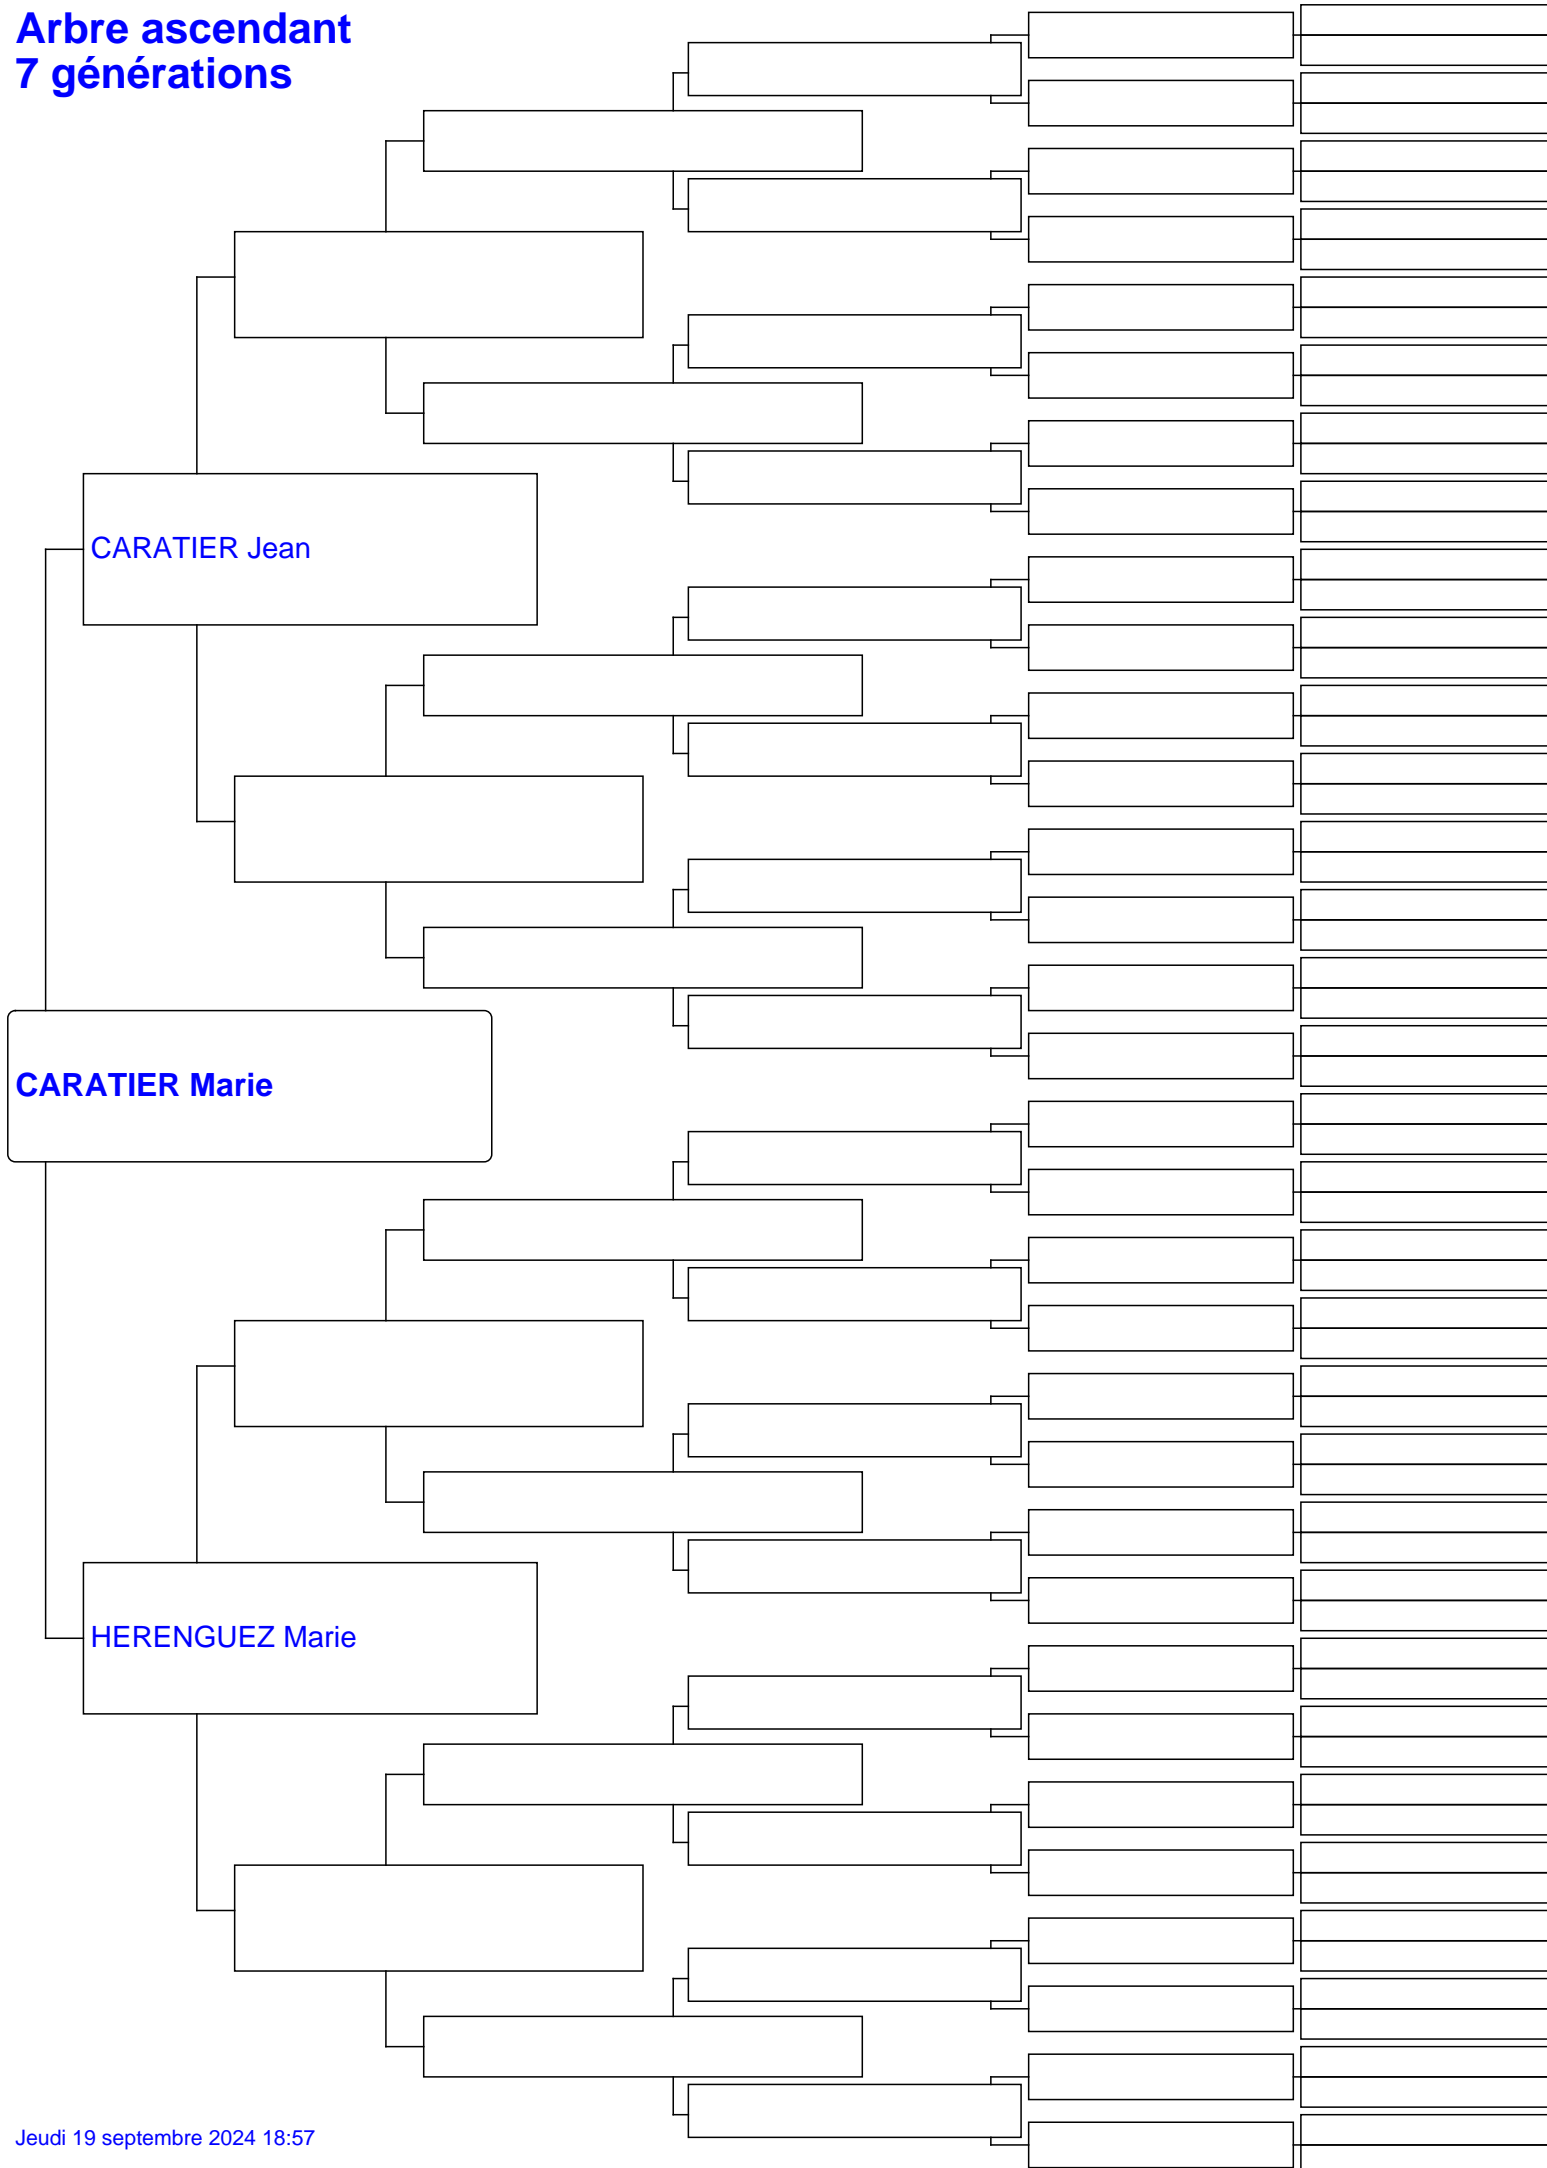 Arbre ascendant
7 générations
CARATIER Jean
CARATIER Marie
HERENGUEZ Marie
Jeudi 19 septembre 2024 18:57